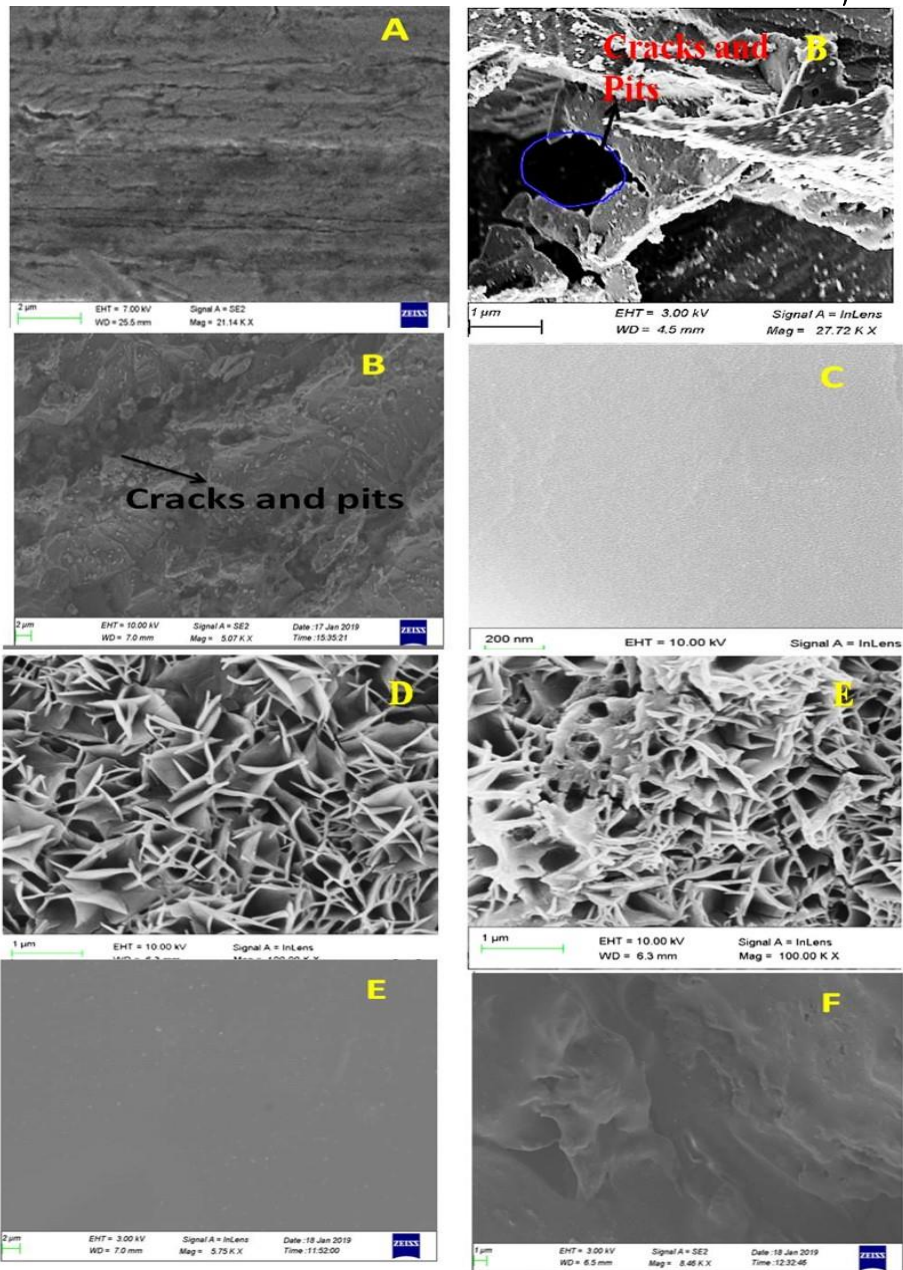 A
2 µm
EHT = 7.00 kV
Signal A = SE2
WD = 25.5 mm
Mag = 21.14 K X
ZEISS
Cracks and
Pits
B
1 µm
EHT = 3.00 kV
Signal A = InLens
WD = 4.5 mm
Mag = 27.72 K X
B
Cracks and pits
2 µm
EHT = 10.00 kV
Signal A = SE2
Date :17 Jan 2019
WD = 7.0 mm
Mag = 5.07 K X
Time :15:35:21
ZEISS
C
200 nm
EHT = 10.00 kV
Signal A = InLens
D
1 µm
EHT = 10.00 kV
Signal A = InLens
WD = 6.3 mm
Mag = 100.00 K X
E
1 µm
EHT = 10.00 kV
Signal A = InLens
WD = 6.3 mm
Mag = 100.00 K X
E
2 µm
EHT = 3.00 kV
Signal A = InLens
Date :18 Jan 2019
WD = 7.0 mm
Mag = 5.75 K X
Time :11:52:00
ZEISS
F
1 µm
EHT = 3.00 kV
Signal A = SE2
Date :18 Jan 2019
WD = 6.5 mm
Mag = 8.46 K X
Time :12:32:46
ZEISS